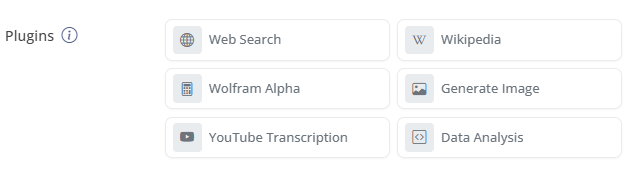 Plugins
Web Search
Wikipedia
Wolfram Alpha
Generate Image
YouTube Transcription
Data Analysis